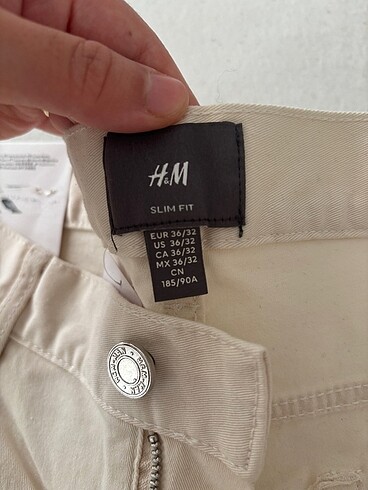 H&M
SLIM FIT
EUR 36/32
US 36/32
CA 36/32
MX 36/32
CN
185/90A